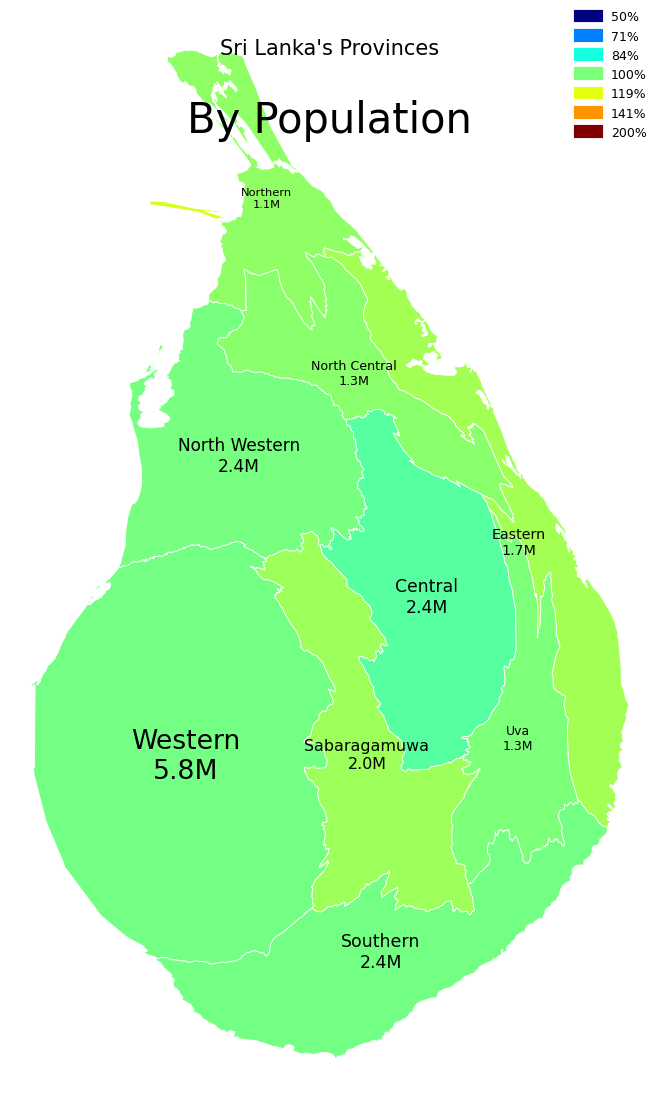 Sri Lanka's Provinces
By Population
50%
71%
84%
100%
119%
141%
200%
Northern
1.1M
North Central
1.3M
North Western
2.4M
Eastern
1.7M
Central
2.4M
Western
5.8M
Sabaragamuwa
2.0M
Uva
1.3M
Southern
2.4M